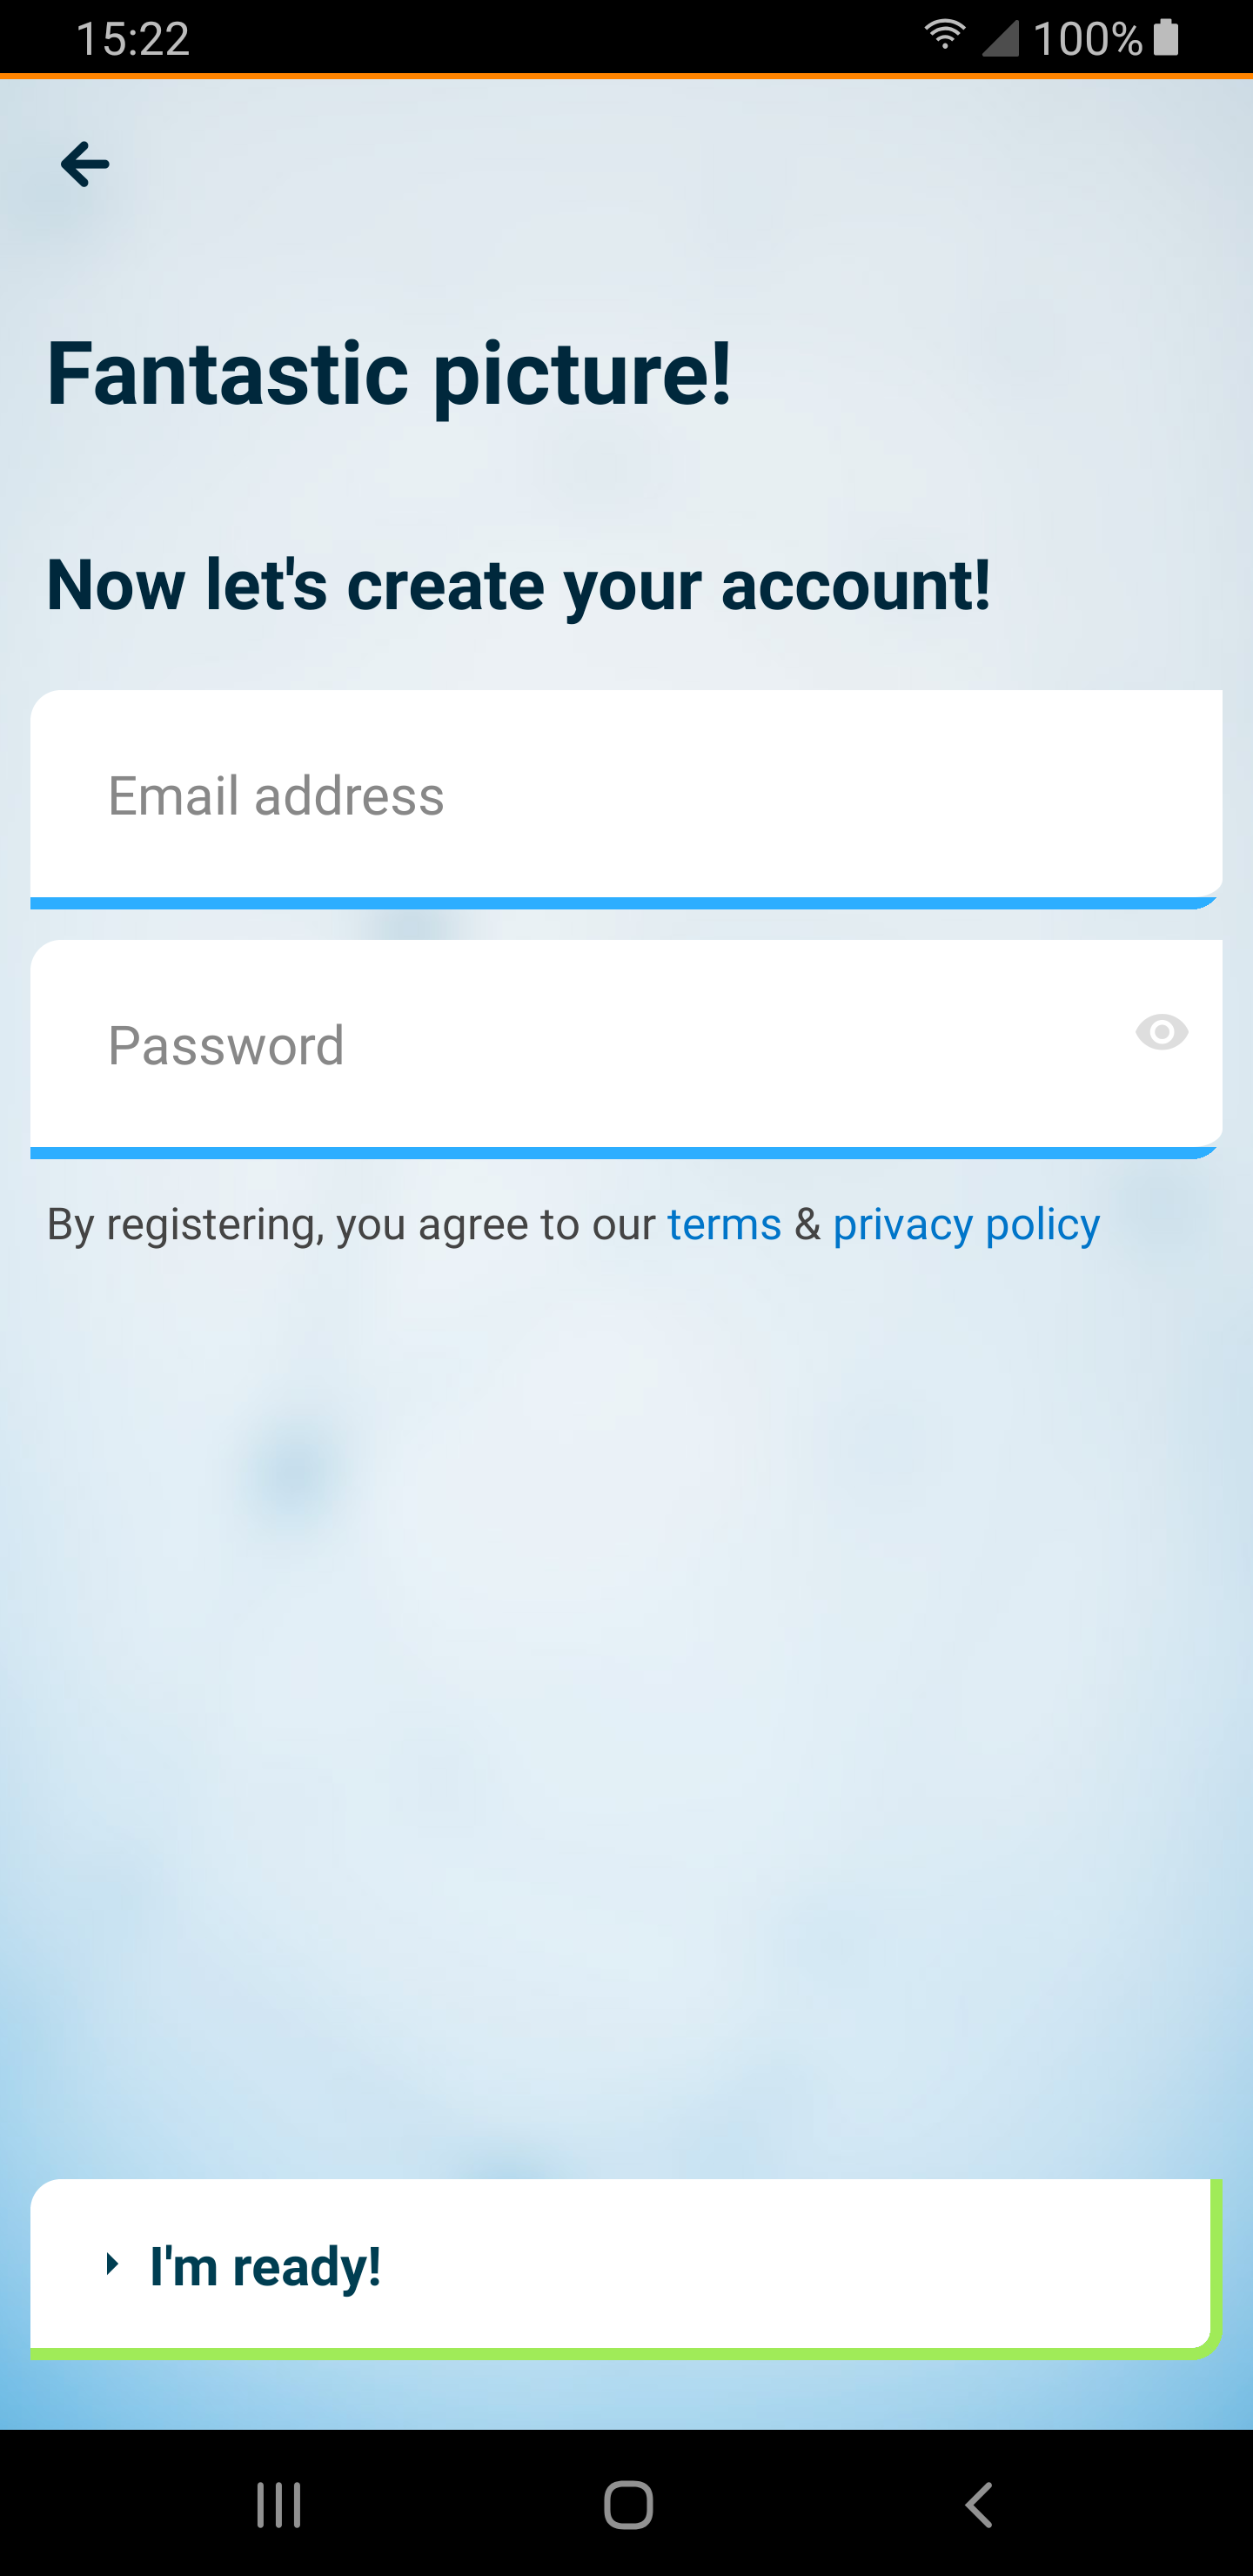 15:22 100%
Fantastic picture!
Now let's create your account!
Email address
Password
By registering, you agree to our terms & privacy policy
I'm ready!